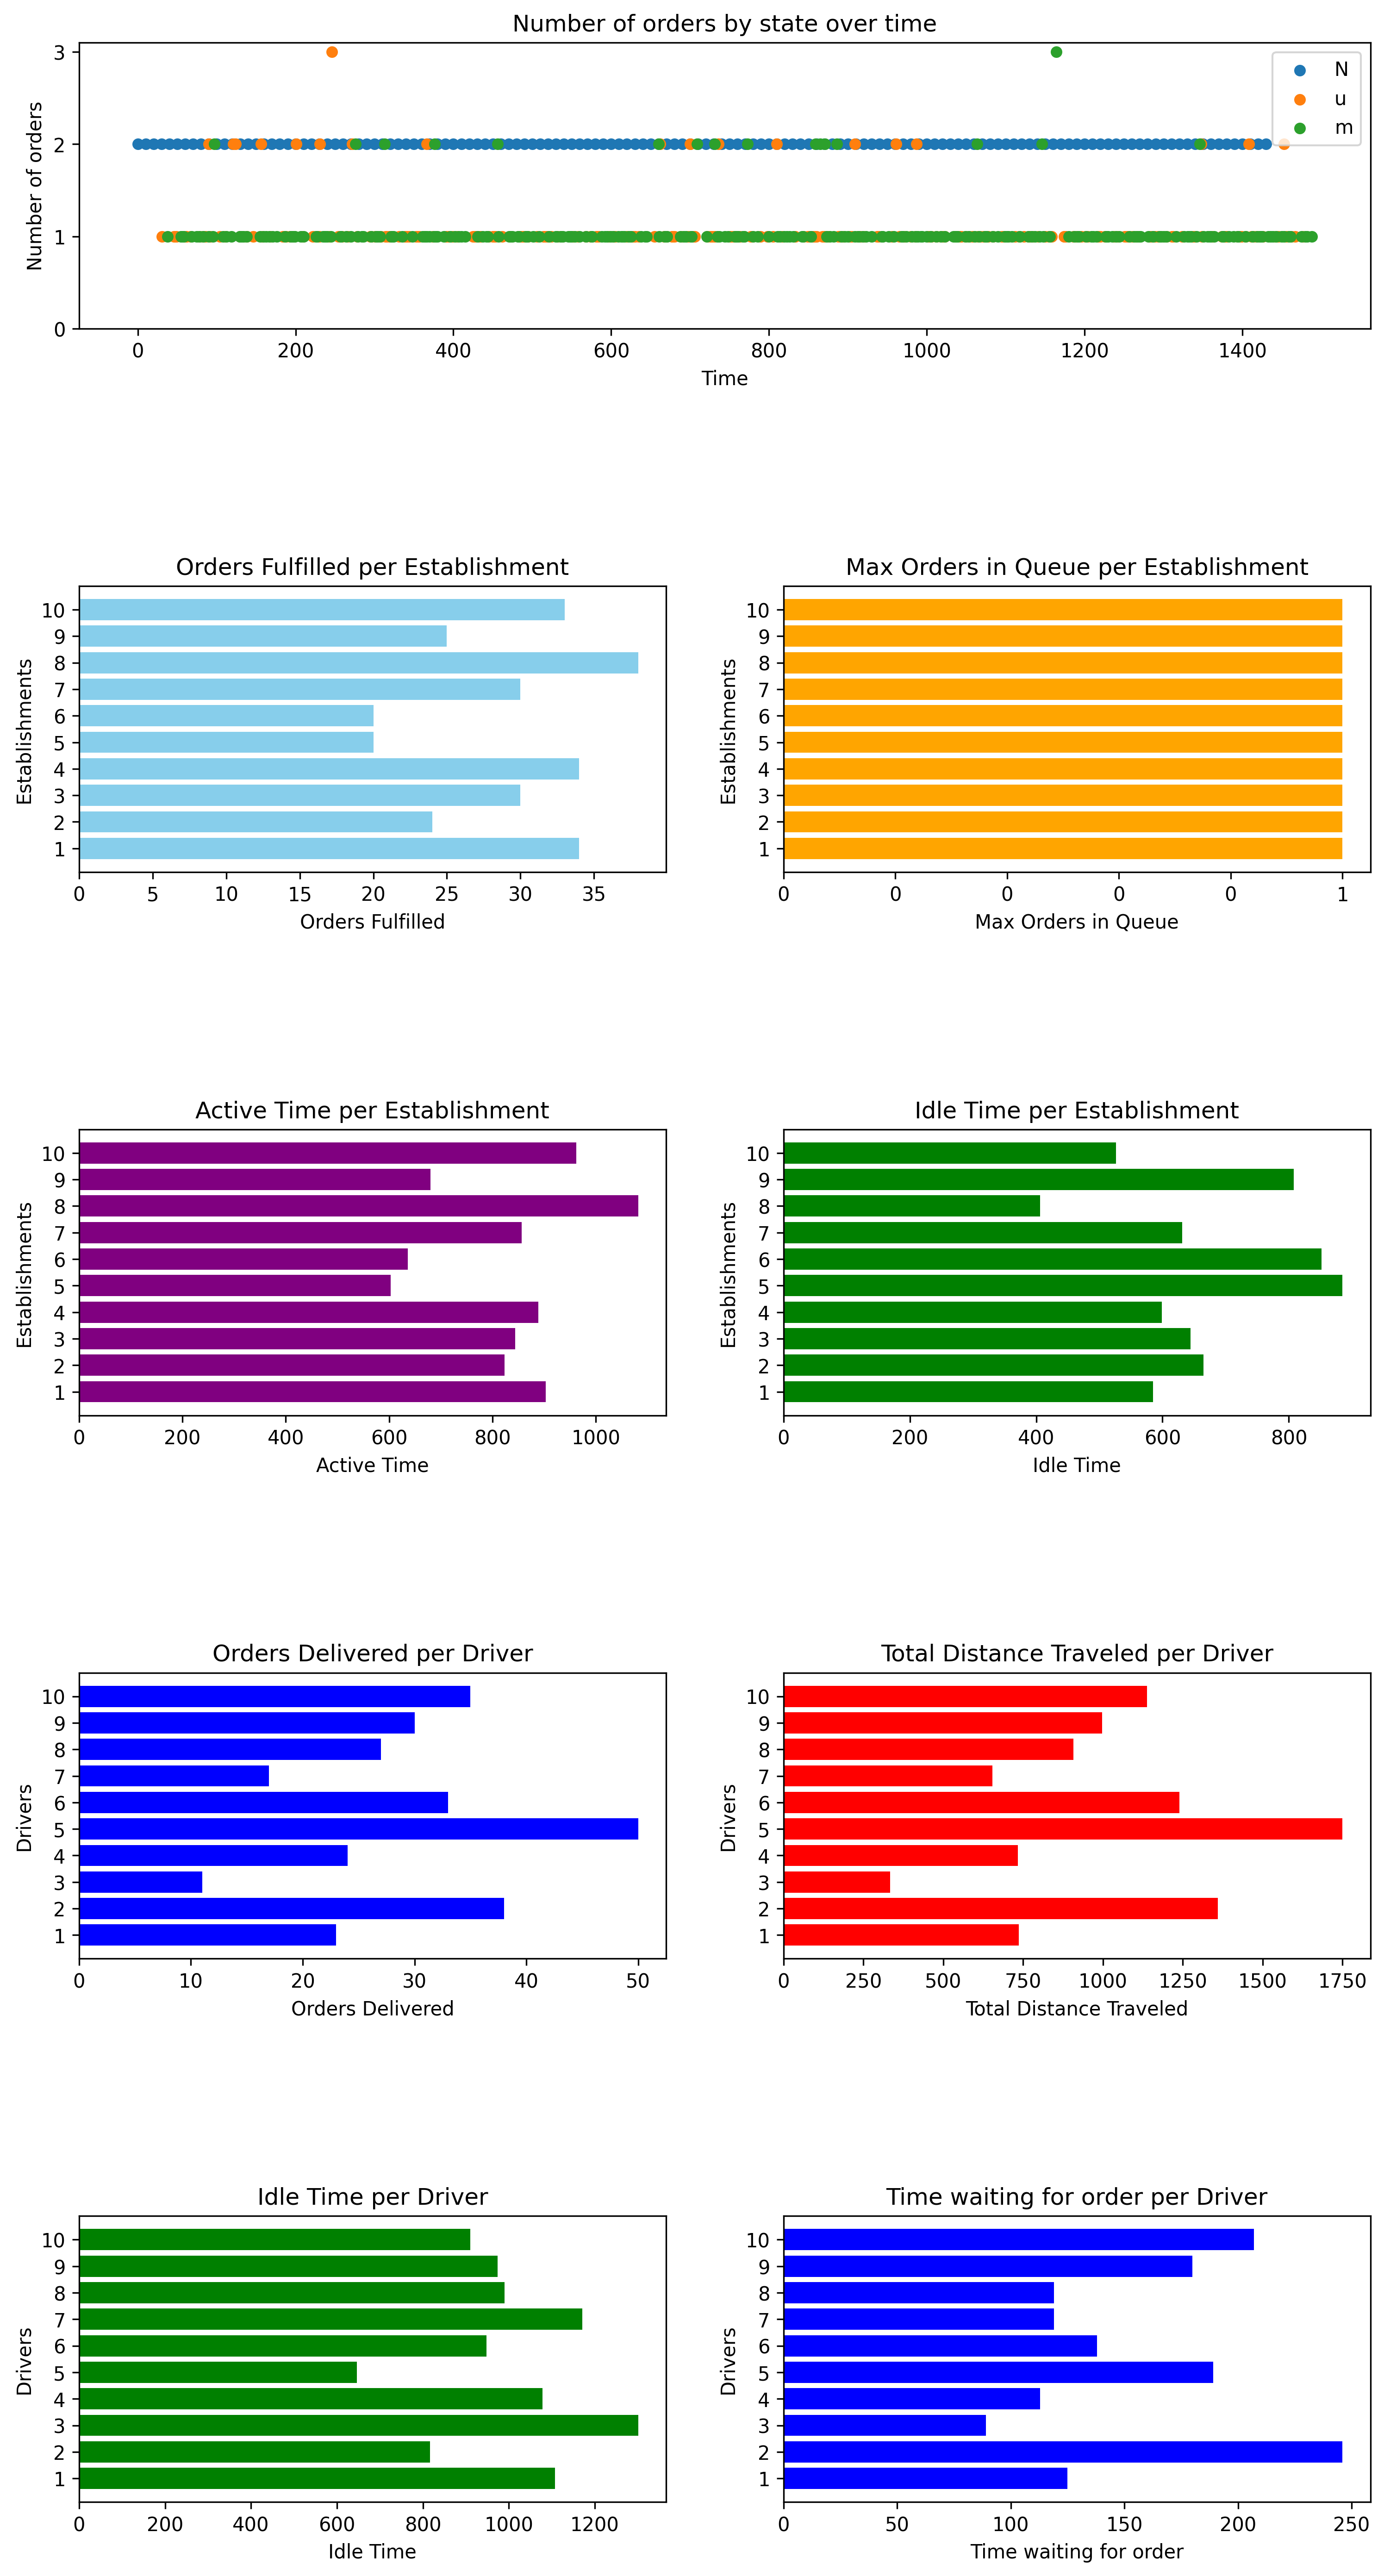 Number of orders by state over time
Number of orders
3
2
1
0
N
u
m
0 200 400 600 800 1000 1200 1400
Time
Orders Fulfilled per Establishment
Establishments
10
9
8
7
6
5
4
3
2
1
0 5 10 15 20 25 30 35
Orders Fulfilled
Max Orders in Queue per Establishment
Establishments
10
9
8
7
6
5
4
3
2
1
0 0 0 0 0 1
Max Orders in Queue
Active Time per Establishment
Establishments
10
9
8
7
6
5
4
3
2
1
0 200 400 600 800 1000
Active Time
Idle Time per Establishment
Establishments
10
9
8
7
6
5
4
3
2
1
0 200 400 600 800
Idle Time
Orders Delivered per Driver
Drivers
10
9
8
7
6
5
4
3
2
1
0 10 20 30 40 50
Orders Delivered
Total Distance Traveled per Driver
Drivers
10
9
8
7
6
5
4
3
2
1
0 250 500 750 1000 1250 1500 1750
Total Distance Traveled
Idle Time per Driver
Drivers
10
9
8
7
6
5
4
3
2
1
0 200 400 600 800 1000 1200
Idle Time
Time waiting for order per Driver
Drivers
10
9
8
7
6
5
4
3
2
1
0 50 100 150 200 250
Time waiting for order